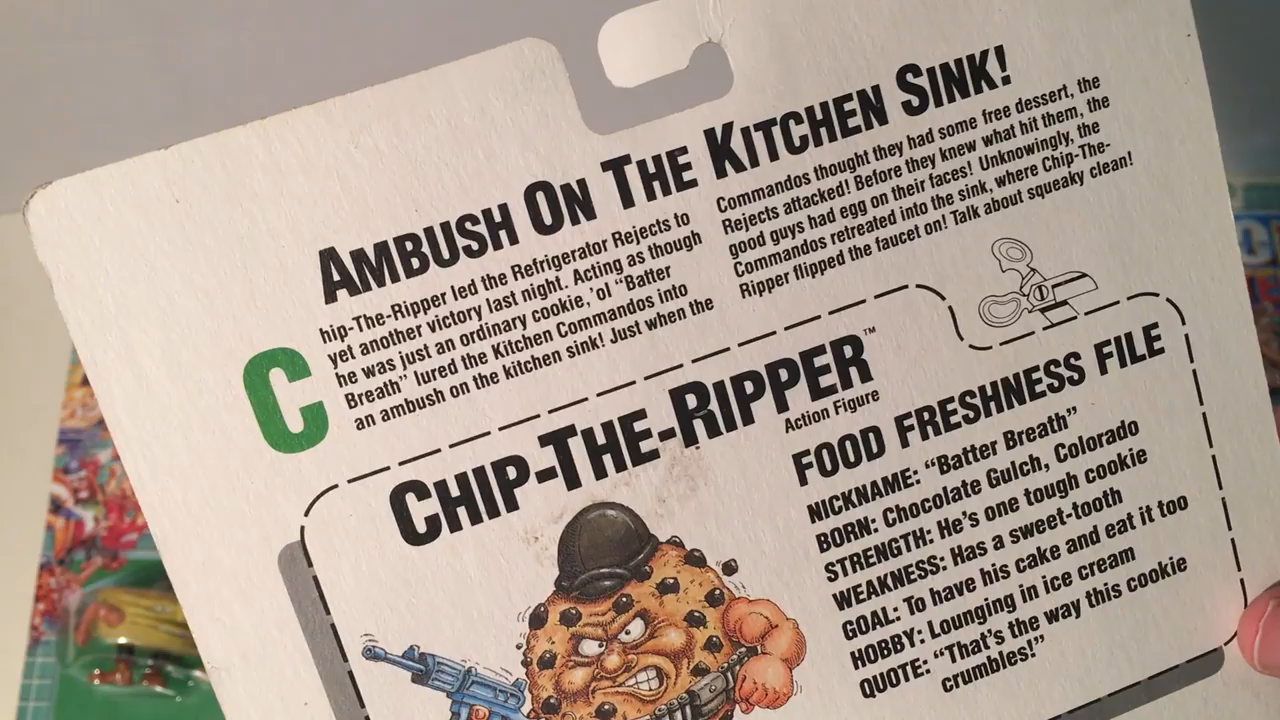 AMBUSH ON THE KITCHEN SINK!
Chip-The-Ripper led the Refrigerator Rejects to
yet another victory last night. Acting as though
he was just an ordinary cookie,'ol "Batter
Breath" lured the Kitchen Commandos into
an ambush on the kitchen sink! Just when the
Commandos thought they had some free dessert, the
Rejects attacked! Before they knew what hit them, the
good guys had egg on their faces! Unknowingly, the
Commandos retreated into the sink, where Chip-The-
Ripper flipped the faucet on! Talk about squeaky clean!
CHIP-THE-RIPPER™
Action Figure
FOOD FRESHNESS FILE
NICKNAME: "Batter Breath"
BORN: Chocolate Gulch, Colorado
STRENGTH: He's one tough cookie
WEAKNESS: Has a sweet-tooth
GOAL: To have his cake and eat it too
HOBBY: Lounging in ice cream
QUOTE: "That's the way this cookie
crumbles!"